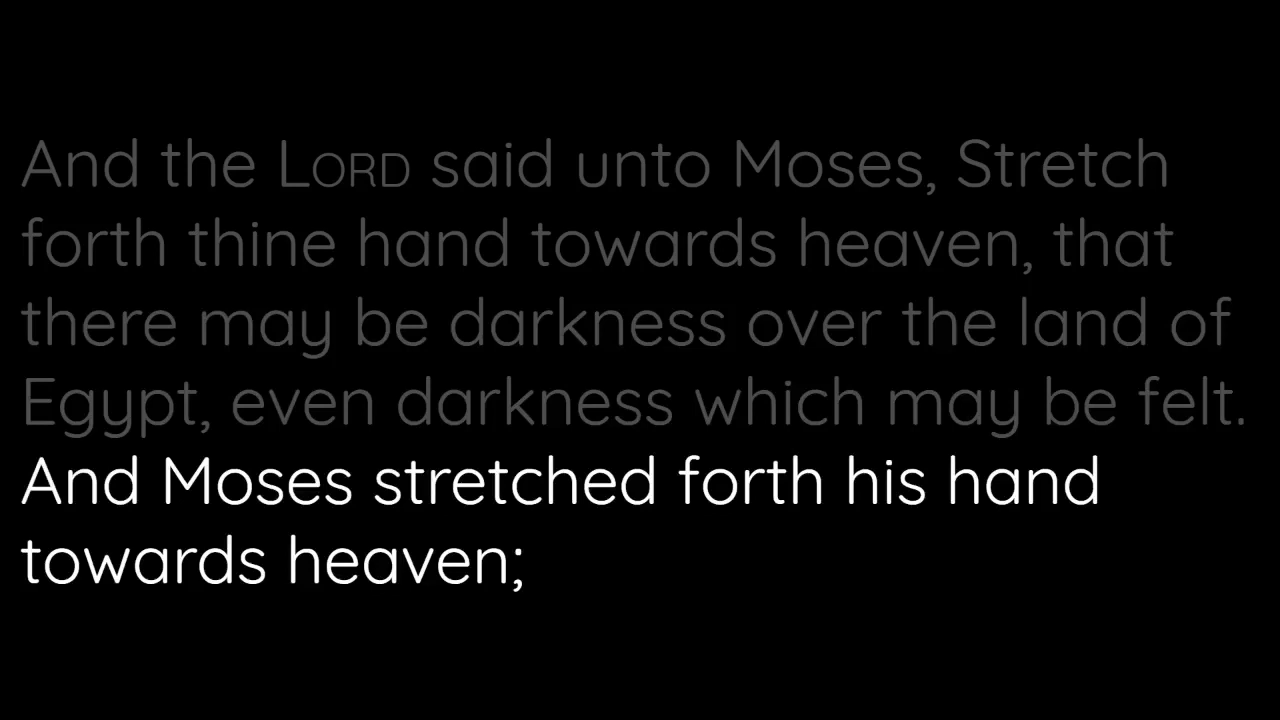 And the LORD said unto Moses, Stretch
forth thine hand towards heaven, that
there may be darkness over the land of
Egypt, even darkness which may be felt.
And Moses stretched forth his hand
towards heaven;